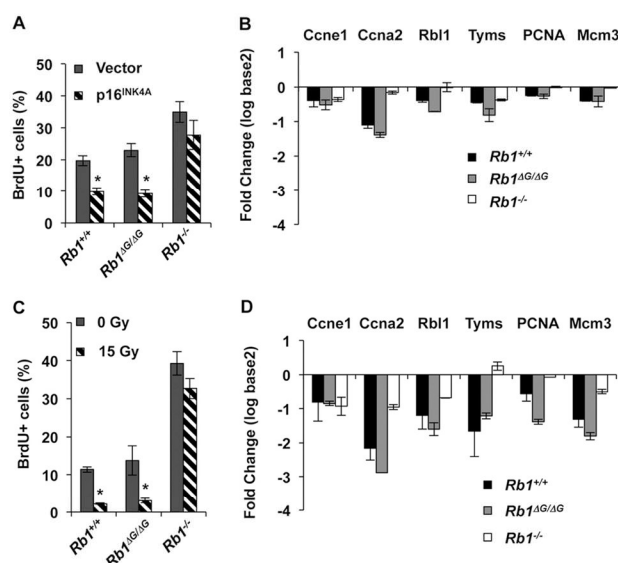 A
Vector
p16INK4A
BrdU+ cells (%)
50
40
30
20
10
0
*
*
Rb1+/+
Rb1ΔG/ΔG
Rb1-/-
B
Ccne1 Ccna2 Rbl1 Tyms PCNA Mcm3
Fold Change (log base2)
1
0
-1
-2
-3
-4
Rb1+/+
Rb1ΔG/ΔG
Rb1-/-
C
0 Gy
15 Gy
BrdU+ cells (%)
50
40
30
20
10
0
*
*
Rb1+/+
Rb1ΔG/ΔG
Rb1-/-
D
Ccne1 Ccna2 Rbl1 Tyms PCNA Mcm3
Fold Change (log base2)
1
0
-1
-2
-3
-4
Rb1+/+
Rb1ΔG/ΔG
Rb1-/-